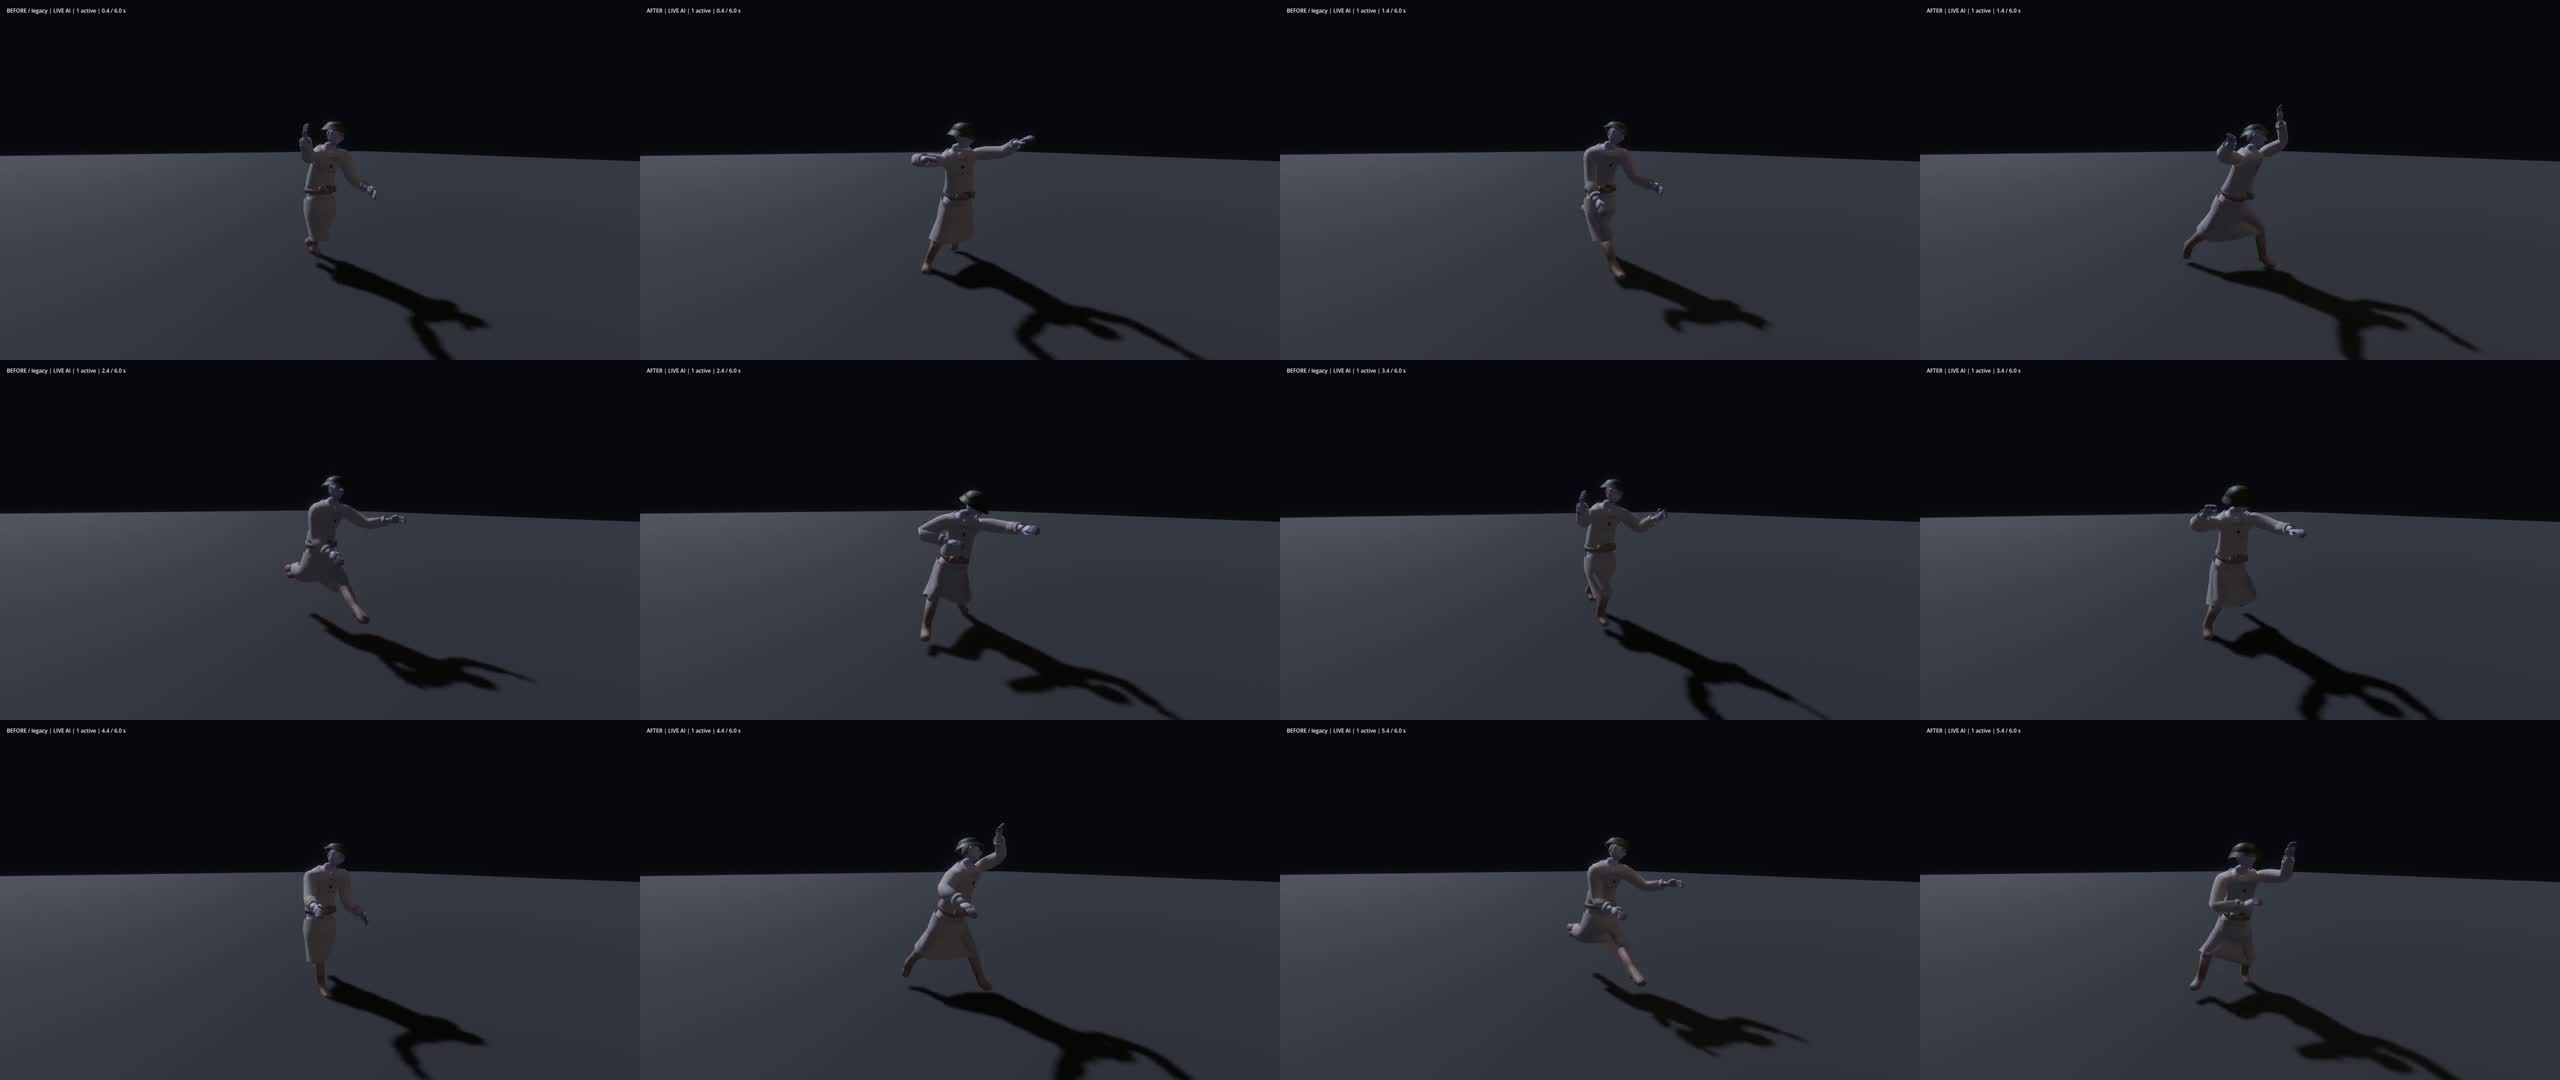 BEFORE / legacy | LIVE AI | 1 active | 0.4 / 6.0 s
AFTER | LIVE AI | 1 active | 0.4 / 6.0 s
BEFORE / legacy | LIVE AI | 1 active | 1.4 / 6.0 s
AFTER | LIVE AI | 1 active | 1.4 / 6.0 s
BEFORE / legacy | LIVE AI | 1 active | 2.4 / 6.0 s
AFTER | LIVE AI | 1 active | 2.4 / 6.0 s
BEFORE / legacy | LIVE AI | 1 active | 3.4 / 6.0 s
AFTER | LIVE AI | 1 active | 3.4 / 6.0 s
BEFORE / legacy | LIVE AI | 1 active | 4.4 / 6.0 s
AFTER | LIVE AI | 1 active | 4.4 / 6.0 s
BEFORE / legacy | LIVE AI | 1 active | 5.4 / 6.0 s
AFTER | LIVE AI | 1 active | 5.4 / 6.0 s